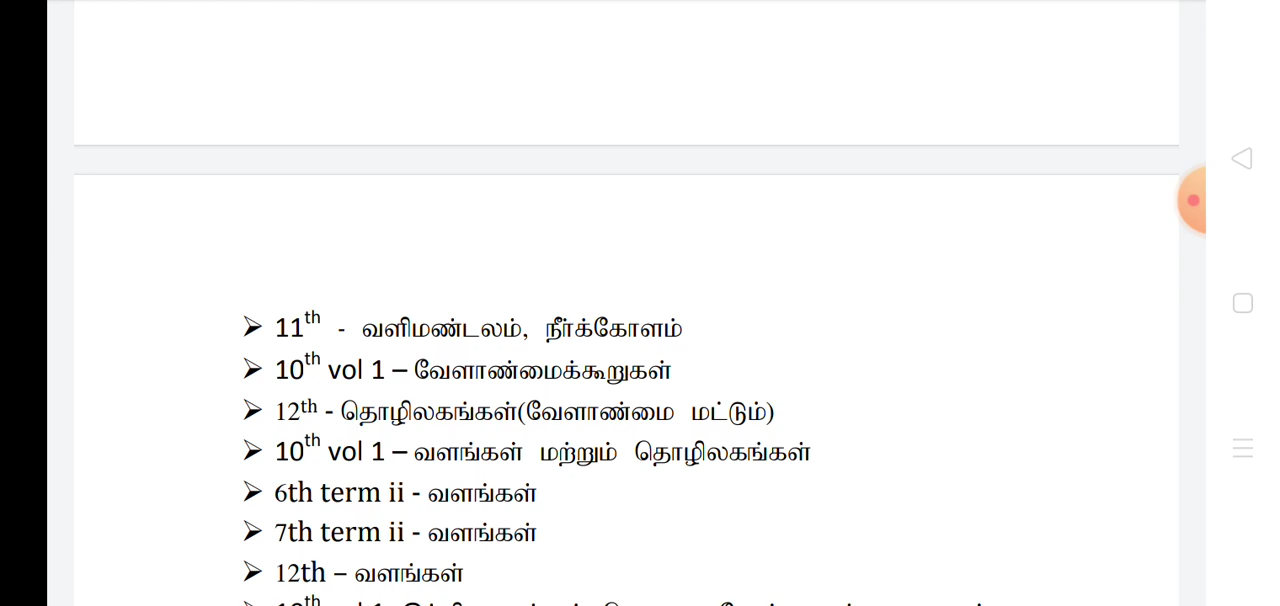 ➢ 11th - வளிமண்டலம், நீர்க்கோளம்
➢ 10th vol 1 – வேளாண்மைக்கூறுகள்
➢ 12th - தொழிலகங்கள்(வேளாண்மை மட்டும்)
➢ 10th vol 1 – வளங்கள் மற்றும் தொழிலகங்கள்
➢ 6th term ii - வளங்கள்
➢ 7th term ii - வளங்கள்
➢ 12th – வளங்கள்